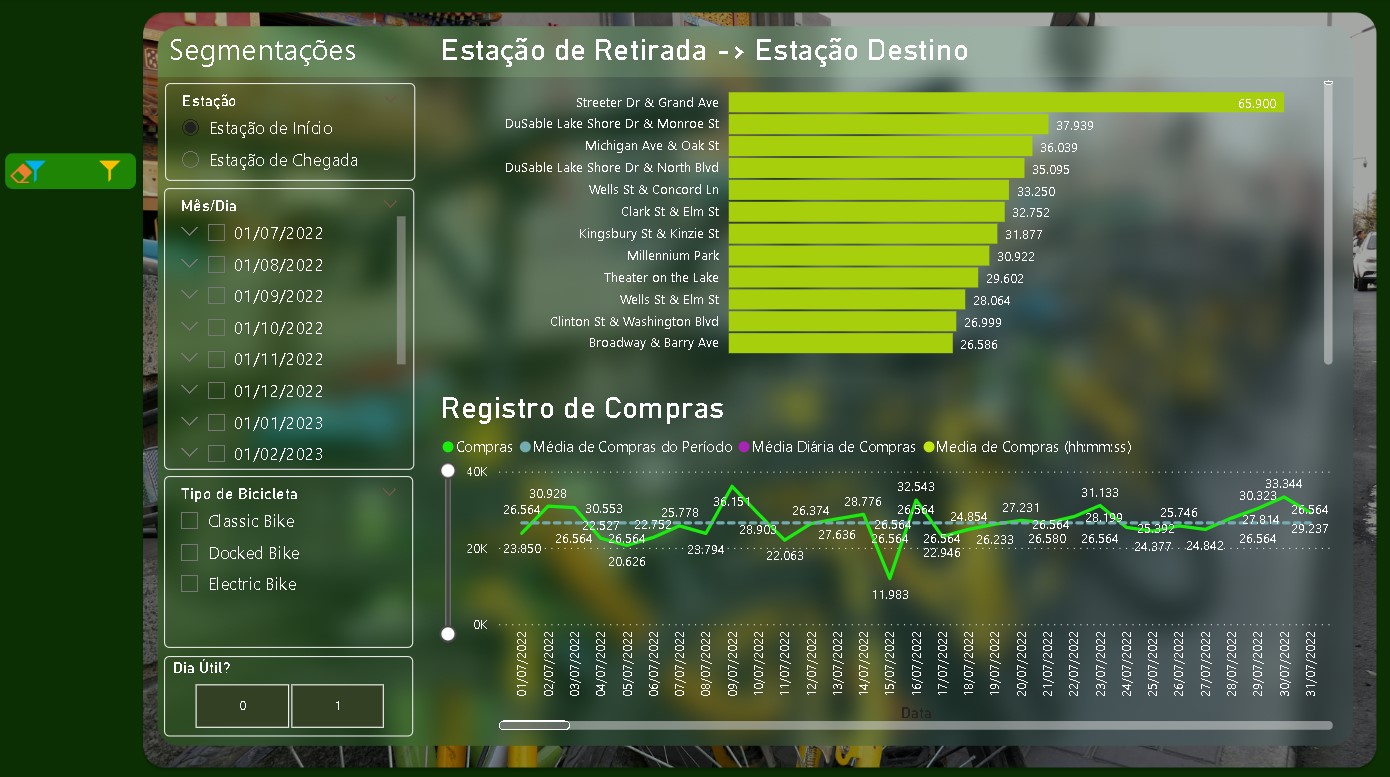 Segmentações
Estação
Estação de Início
Estação de Chegada
Mês/Dia
01/07/2022
01/08/2022
01/09/2022
01/10/2022
01/11/2022
01/12/2022
01/01/2023
01/02/2023
Tipo de Bicicleta
Classic Bike
Docked Bike
Electric Bike
Dia Útil?
0 1
Estação de Retirada -> Estação Destino
Streeter Dr & Grand Ave 65.900
DuSable Lake Shore Dr & Monroe St 37.939
Michigan Ave & Oak St 36.039
DuSable Lake Shore Dr & North Blvd 35.095
Wells St & Concord Ln 33.250
Clark St & Elm St 32.752
Kingsbury St & Kinzie St 31.877
Millennium Park 30.922
Theater on the Lake 29.602
Wells St & Elm St 28.064
Clinton St & Washington Blvd 26.999
Broadway & Barry Ave 26.586
Registro de Compras
Compras Média de Compras do Período Média Diária de Compras Media de Compras (hh:mm:ss)
40K
20K
0K
33.344
32.543
30.928 31.133
30.323
36.151 28.776
26.564 30.553 26.374 26.564 27.231 25.746 26.564
25.778 24.854 28.199 27.814
22.527 22.752 28.903 26.564 26.564 25.392 29.237
27.636
26.564 26.564 26.564 26.564 26.233 26.580 26.564 26.564
23.850 23.794 22.946 24.377 24.842
20.626 22.063
11.983
01/07/2022
02/07/2022
03/07/2022
04/07/2022
05/07/2022
06/07/2022
07/07/2022
08/07/2022
09/07/2022
10/07/2022
11/07/2022
12/07/2022
13/07/2022
14/07/2022
15/07/2022
16/07/2022
17/07/2022
18/07/2022
19/07/2022
20/07/2022
21/07/2022
22/07/2022
23/07/2022
24/07/2022
25/07/2022
26/07/2022
27/07/2022
28/07/2022
29/07/2022
30/07/2022
31/07/2022
Data